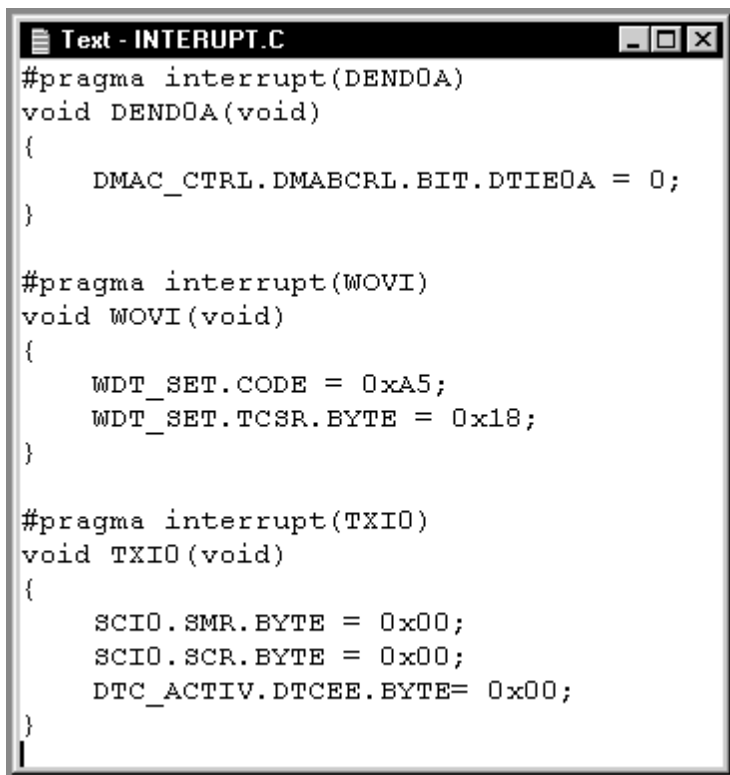 Text - INTERUPT.C
#pragma interrupt(DEND0A)
void DEND0A(void)
{
    DMAC_CTRL.DMABCRL.BIT.DTIE0A = 0;
}

#pragma interrupt(WOVI)
void WOVI(void)
{
    WDT_SET.CODE = 0xA5;
    WDT_SET.TCSR.BYTE = 0x18;
}

#pragma interrupt(TXI0)
void TXI0(void)
{
    SCI0.SMR.BYTE = 0x00;
    SCI0.SCR.BYTE = 0x00;
    DTC_ACTIV.DTCEE.BYTE= 0x00;
}